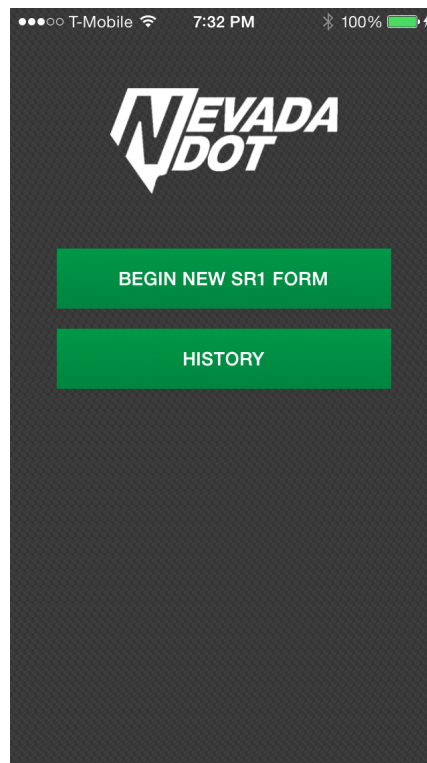 T-Mobile 7:32 PM 100%
NEVADA
DOT
BEGIN NEW SR1 FORM
HISTORY